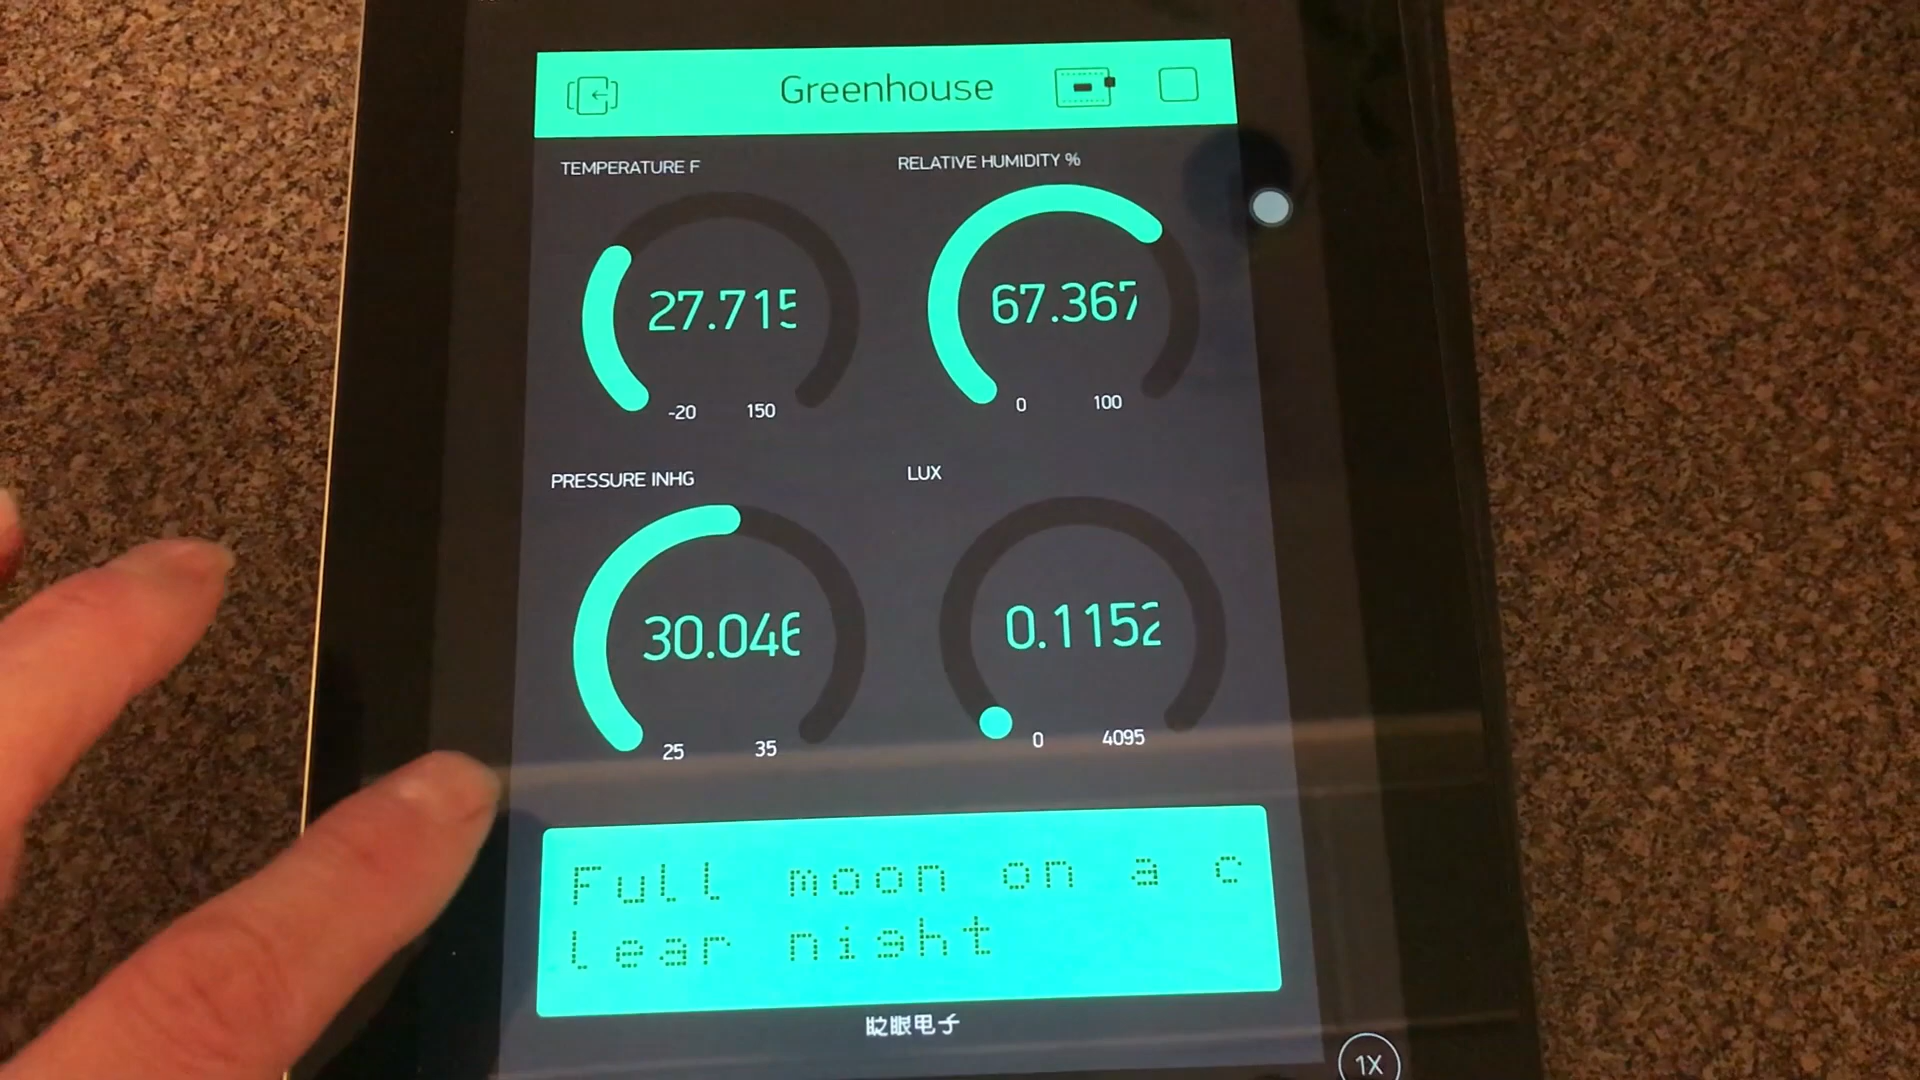 Greenhouse
TEMPERATURE F
RELATIVE HUMIDITY %
27.715
67.367
-20
150
0
100
PRESSURE INHG
LUX
30.046
0.1152
25
35
0
4095
Full moon on a c
lear night
眨眼电子
1X